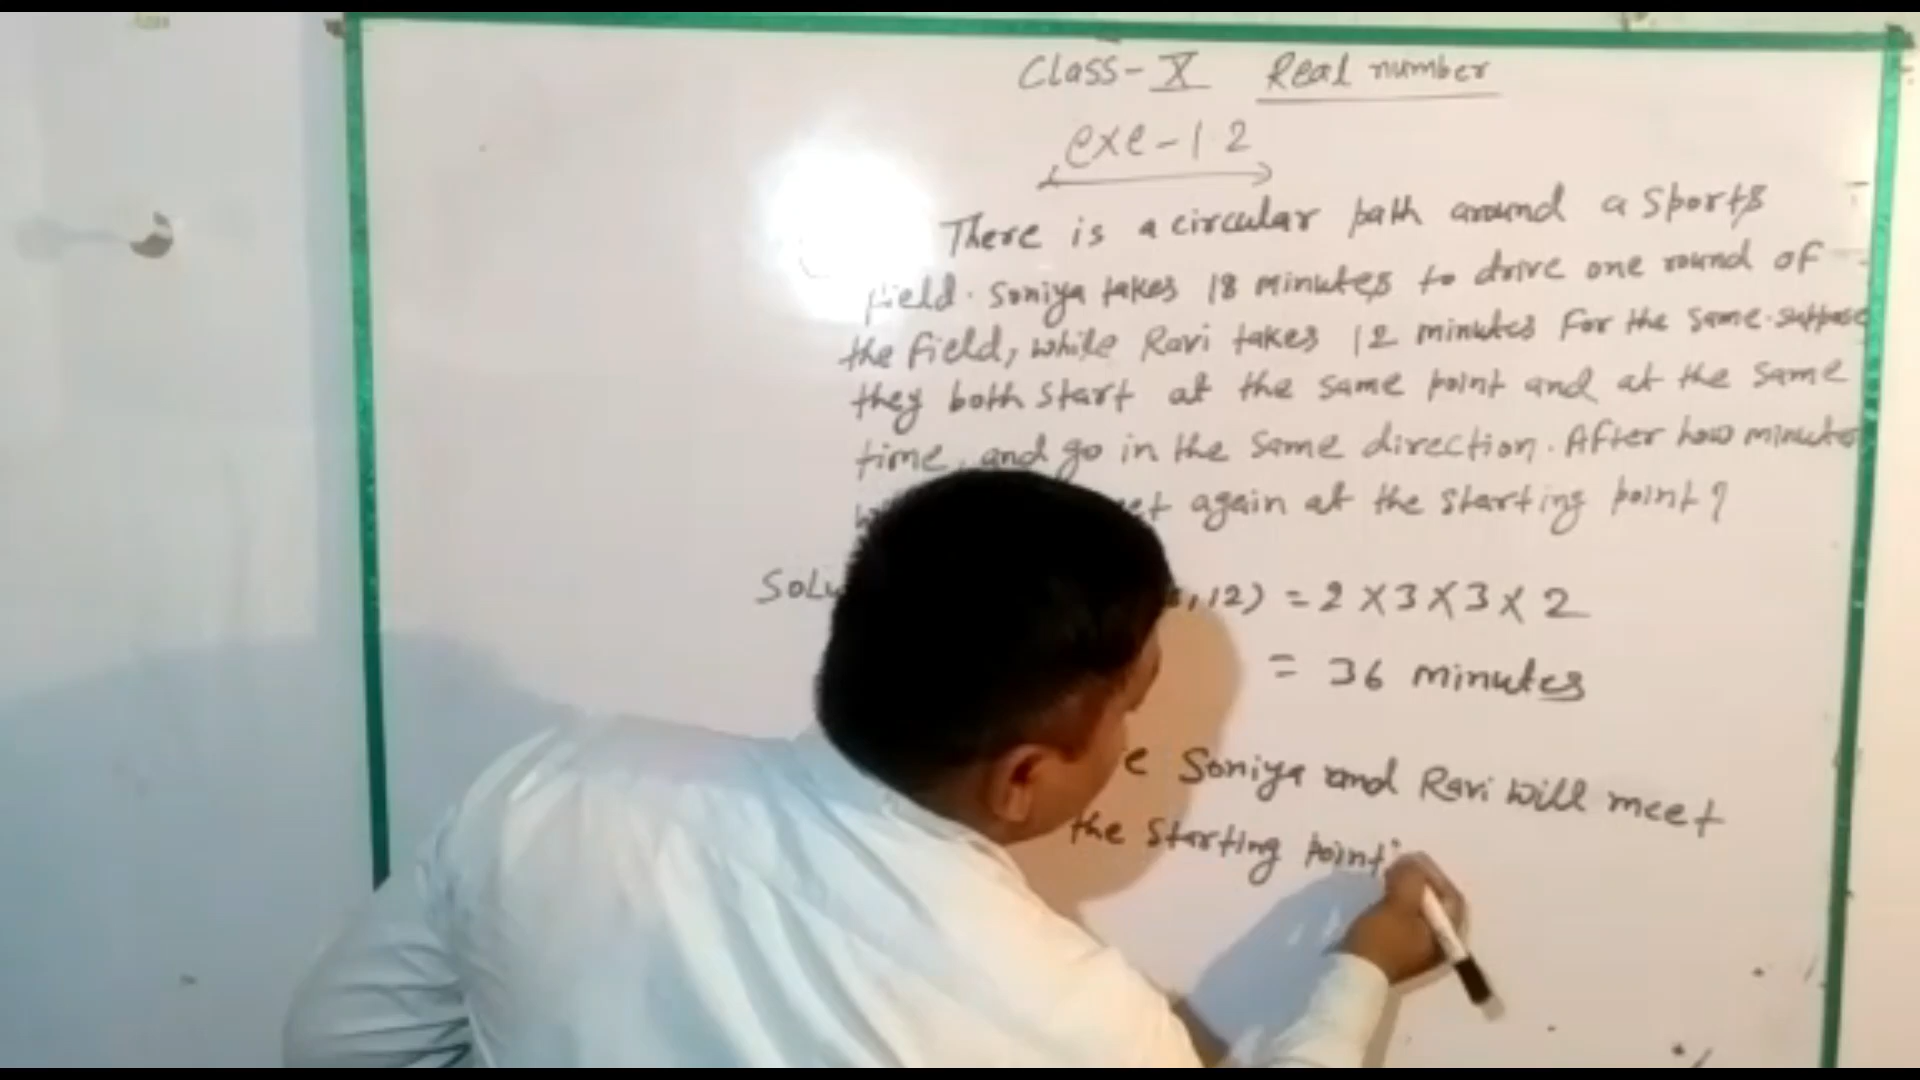 Class-X Real number
exe-1.2
There is a circular path around a sports
field. Soniya takes 18 minutes to drive one round of
the field, while Ravi takes 12 minutes for the same. suppose
they both start at the same point and at the same
time, and go in the same direction. After how minutes
again at the starting point?
,12) = 2 X 3 X 3 X 2
= 36 minutes
Soniya and Ravi will meet
the starting point